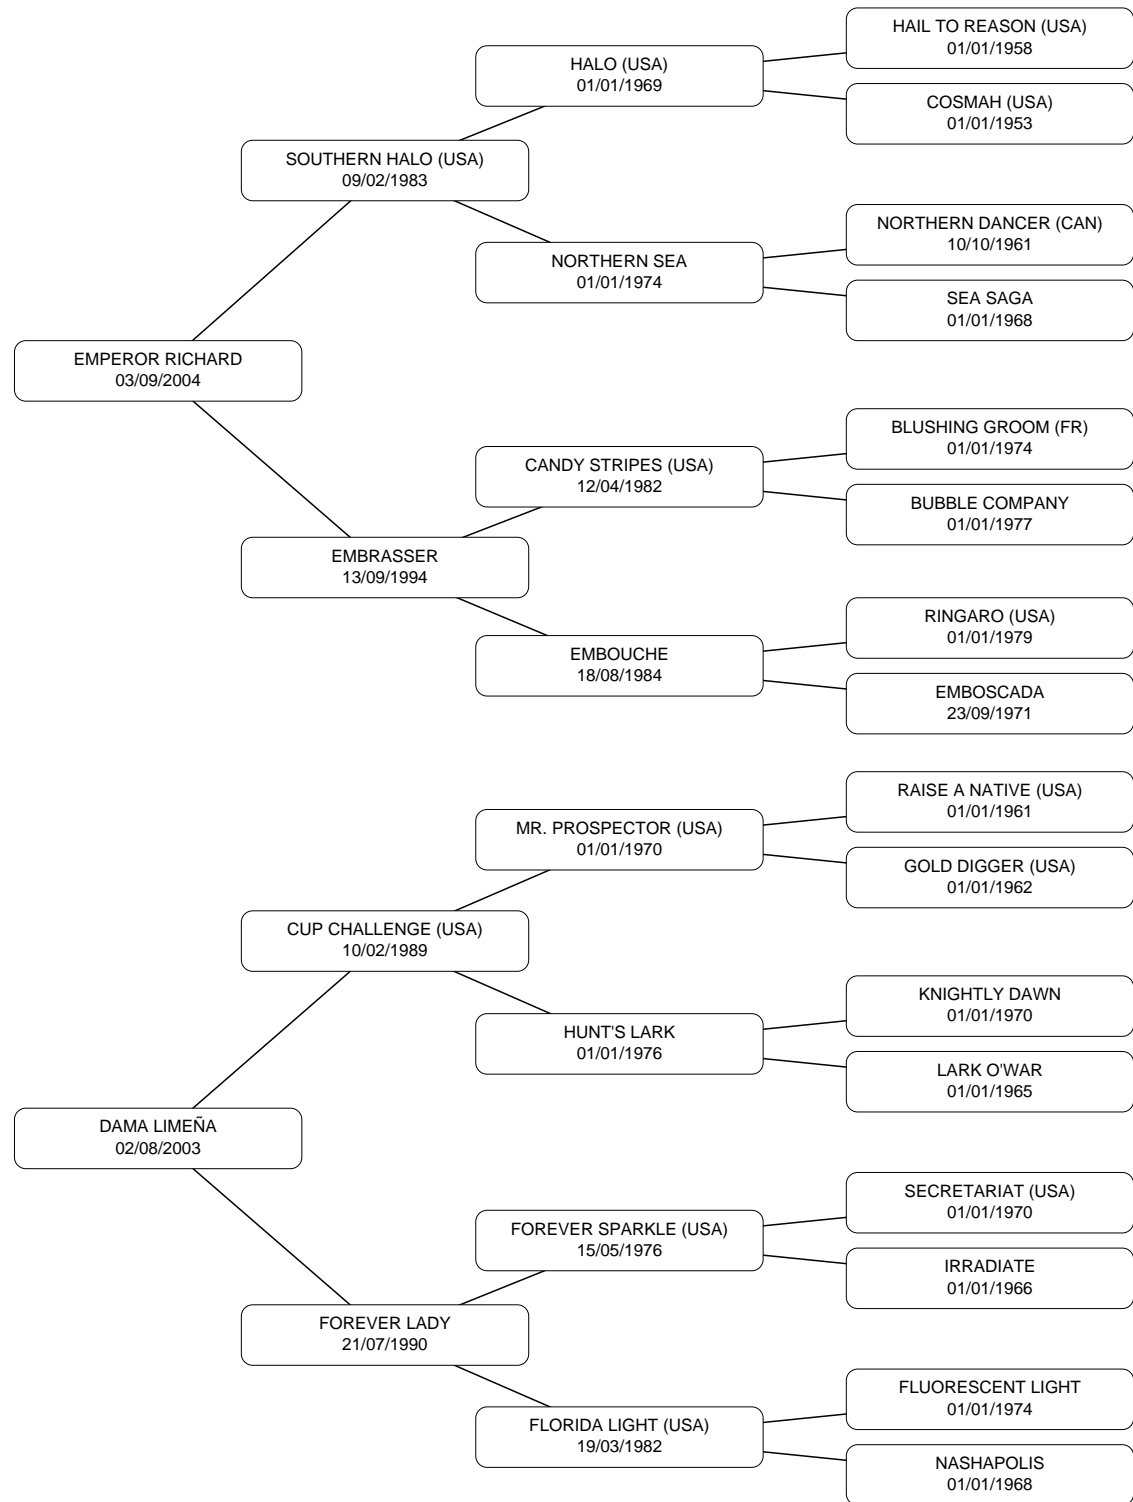 HAIL TO REASON (USA)
01/01/1958
HALO (USA)
01/01/1969
COSMAH (USA)
01/01/1953
SOUTHERN HALO (USA)
09/02/1983
NORTHERN DANCER (CAN)
10/10/1961
NORTHERN SEA
01/01/1974
SEA SAGA
01/01/1968
EMPEROR RICHARD
03/09/2004
BLUSHING GROOM (FR)
01/01/1974
CANDY STRIPES (USA)
12/04/1982
BUBBLE COMPANY
01/01/1977
EMBRASSER
13/09/1994
RINGARO (USA)
01/01/1979
EMBOUCHE
18/08/1984
EMBOSCADA
23/09/1971
RAISE A NATIVE (USA)
01/01/1961
MR. PROSPECTOR (USA)
01/01/1970
GOLD DIGGER (USA)
01/01/1962
CUP CHALLENGE (USA)
10/02/1989
KNIGHTLY DAWN
01/01/1970
HUNT'S LARK
01/01/1976
LARK O'WAR
01/01/1965
DAMA LIMEÑA
02/08/2003
SECRETARIAT (USA)
01/01/1970
FOREVER SPARKLE (USA)
15/05/1976
IRRADIATE
01/01/1966
FOREVER LADY
21/07/1990
FLUORESCENT LIGHT
01/01/1974
FLORIDA LIGHT (USA)
19/03/1982
NASHAPOLIS
01/01/1968